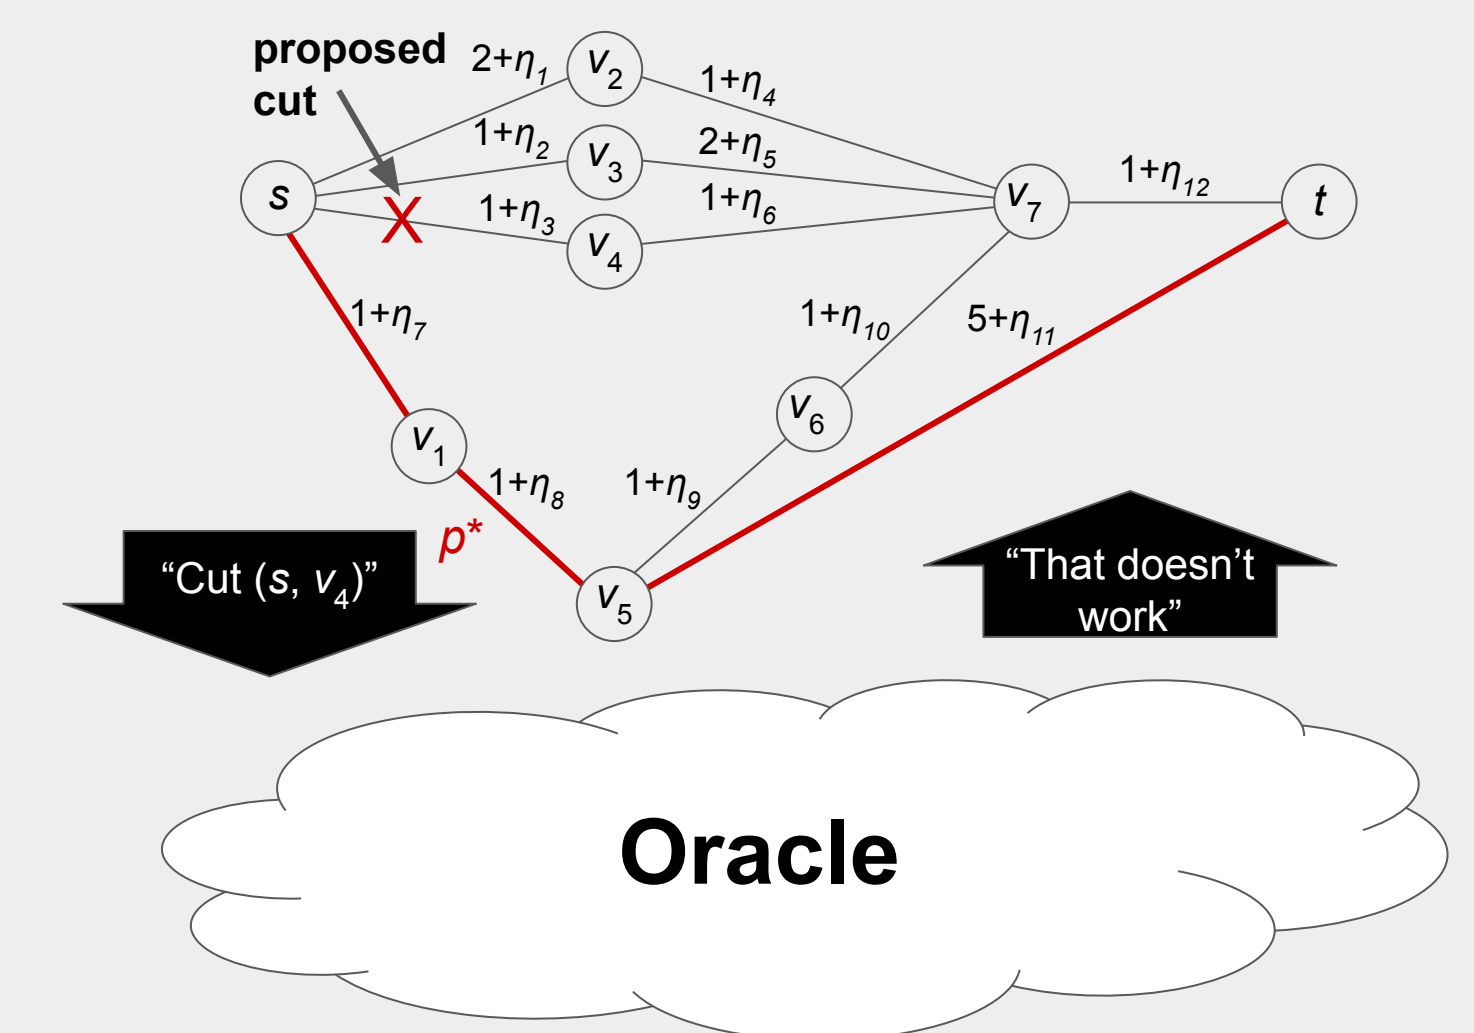 proposed
cut
2+η₁
v₂
1+η₄
1+η₂
v₃
2+η₅
s
X
1+η₃
v₄
1+η₆
v₇
1+η₁₂
t
1+η₇
1+η₁₀
5+η₁₁
v₁
v₆
1+η₈
1+η₉
p*
“Cut (s, v₄)”
v₅
“That doesn’t
work”
Oracle